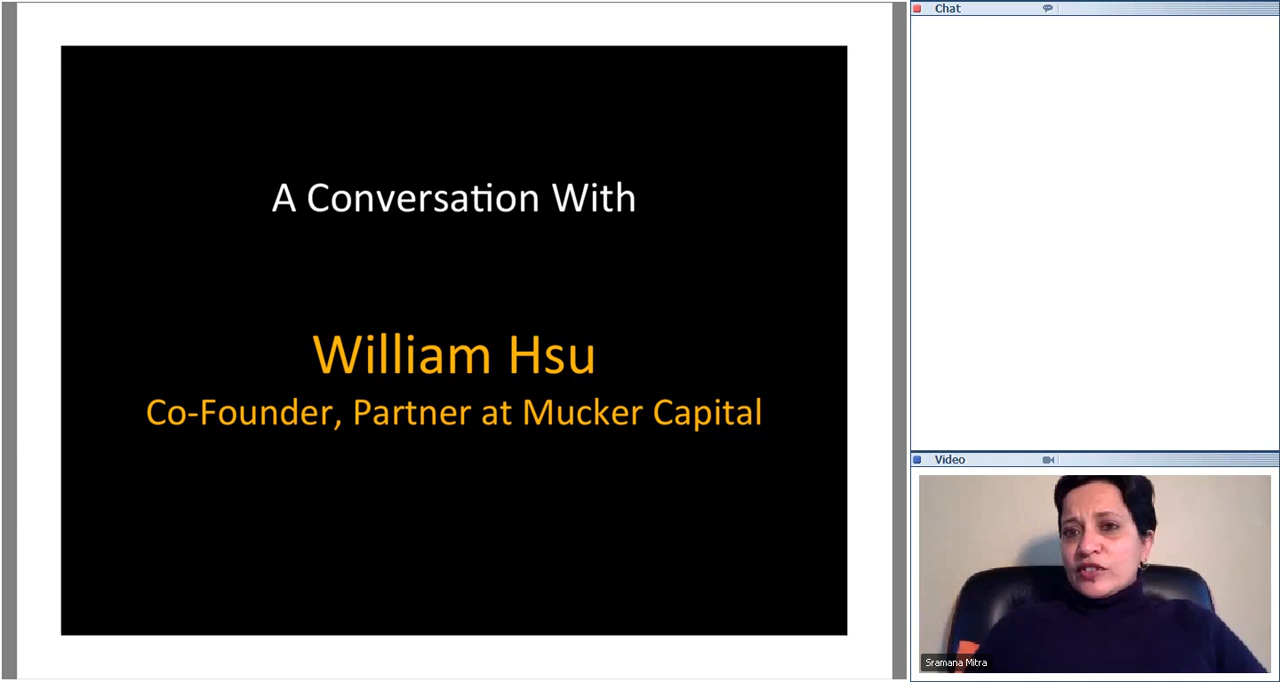 A Conversation With
William Hsu
Co-Founder, Partner at Mucker Capital
Chat
Video
Sramana Mitra